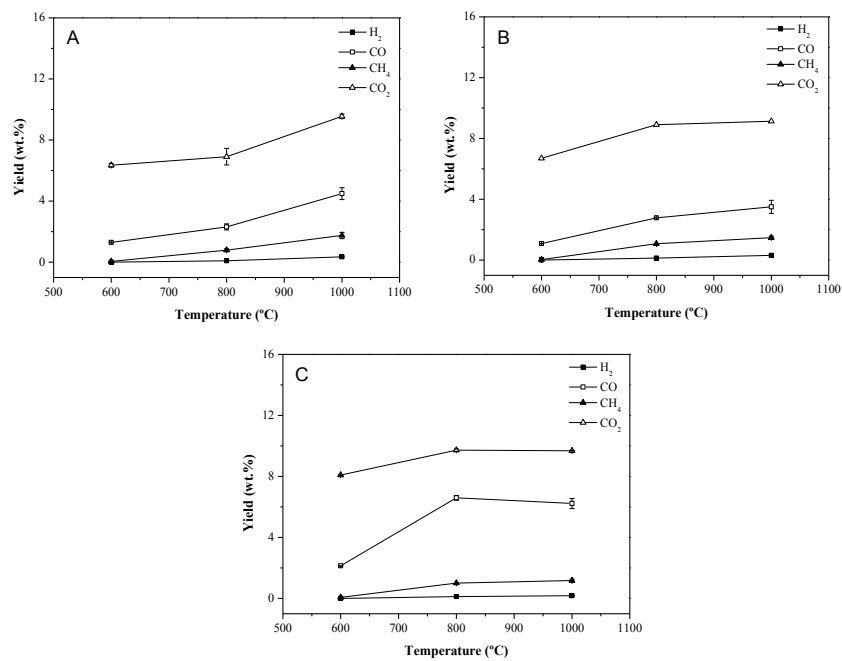 A
H₂
CO
CH₄
CO₂
16
12
8
4
0
Yield (wt.%)
500 600 700 800 900 1000 1100
Temperature (ºC)
B
H₂
CO
CH₄
CO₂
16
12
8
4
0
Yield (wt.%)
500 600 700 800 900 1000 1100
Temperature (ºC)
C
H₂
CO
CH₄
CO₂
16
12
8
4
0
Yield (wt.%)
500 600 700 800 900 1000 1100
Temperature (ºC)